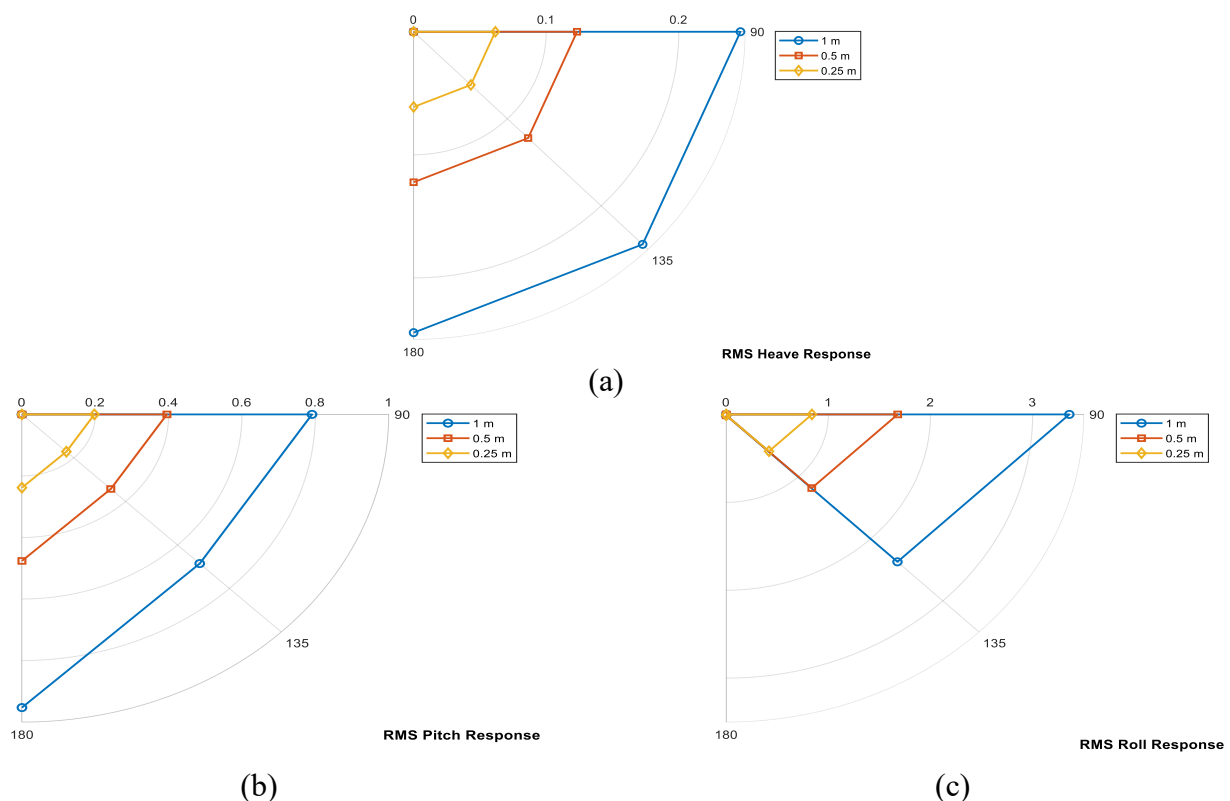 0 0.1 0.2
90
1 m
0.5 m
0.25 m
135
180
RMS Heave Response
(a)
0 0.2 0.4 0.6 0.8 1
90
1 m
0.5 m
0.25 m
135
180
RMS Pitch Response
(b)
0 1 2 3
90
1 m
0.5 m
0.25 m
135
180
RMS Roll Response
(c)